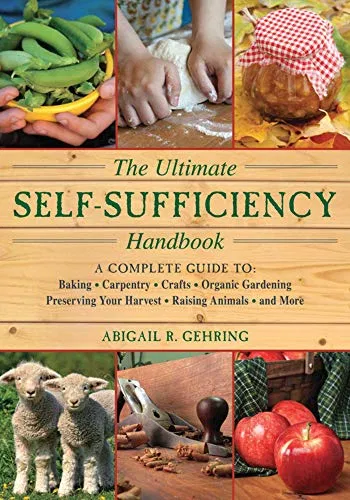 The Ultimate
SELF-SUFFICIENCY
Handbook
A COMPLETE GUIDE TO:
Baking • Carpentry • Crafts • Organic Gardening
Preserving Your Harvest • Raising Animals • and More
ABIGAIL R. GEHRING